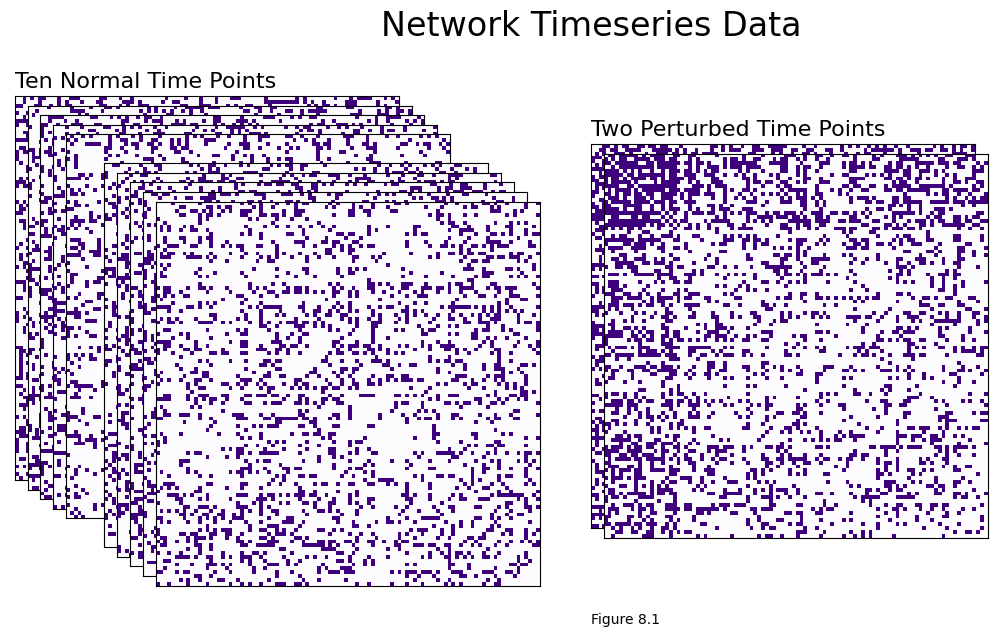 Network Timeseries Data
Ten Normal Time Points
Two Perturbed Time Points
Figure 8.1